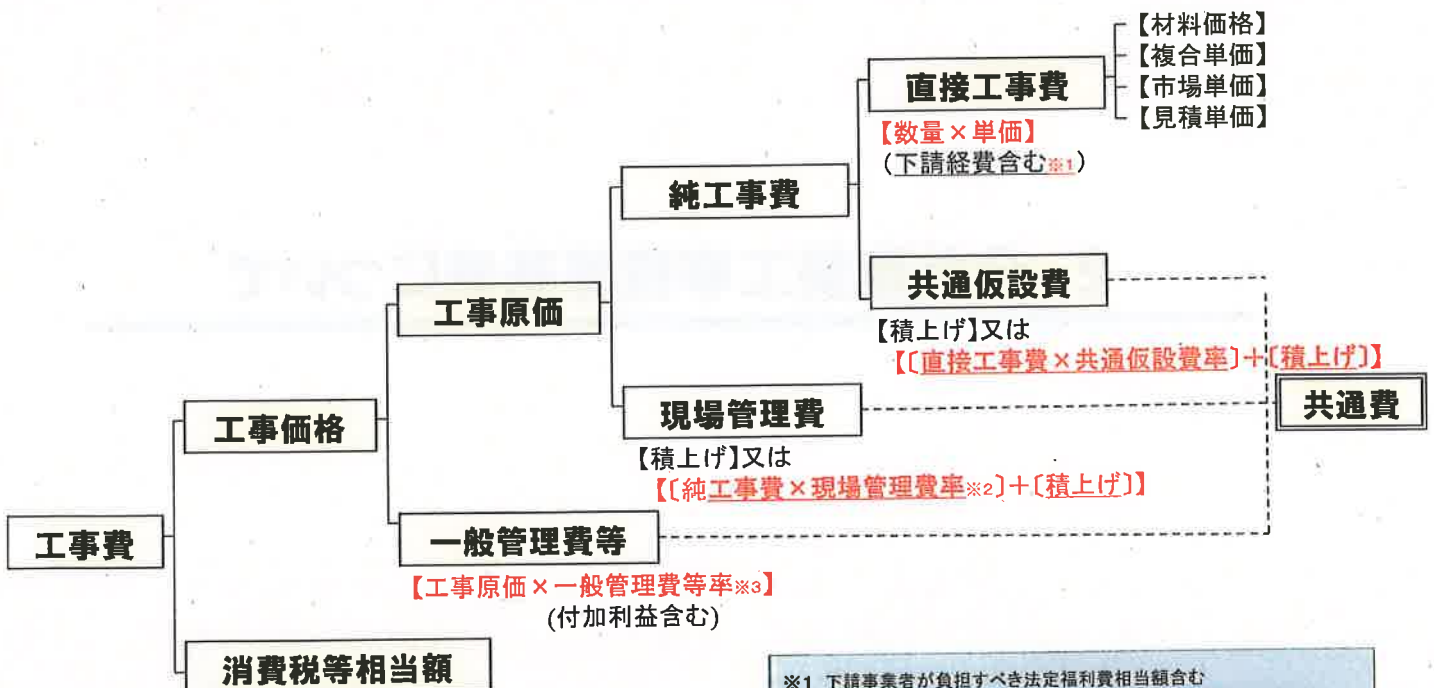 【材料価格】
【複合単価】
【市場単価】
【見積単価】
直接工事費
【数量×単価】
(下請経費含む※1)
純工事費
共通仮設費
【積上げ】又は
【〔直接工事費×共通仮設費率〕+〔積上げ〕】
工事原価
現場管理費
【積上げ】又は
【〔純工事費×現場管理費率※2〕+〔積上げ〕】
共通費
工事価格
一般管理費等
【工事原価×一般管理費等率※3】
(付加利益含む)
工事費
消費税等相当額
※1 下請事業者が負担すべき法定福利費相当額含む